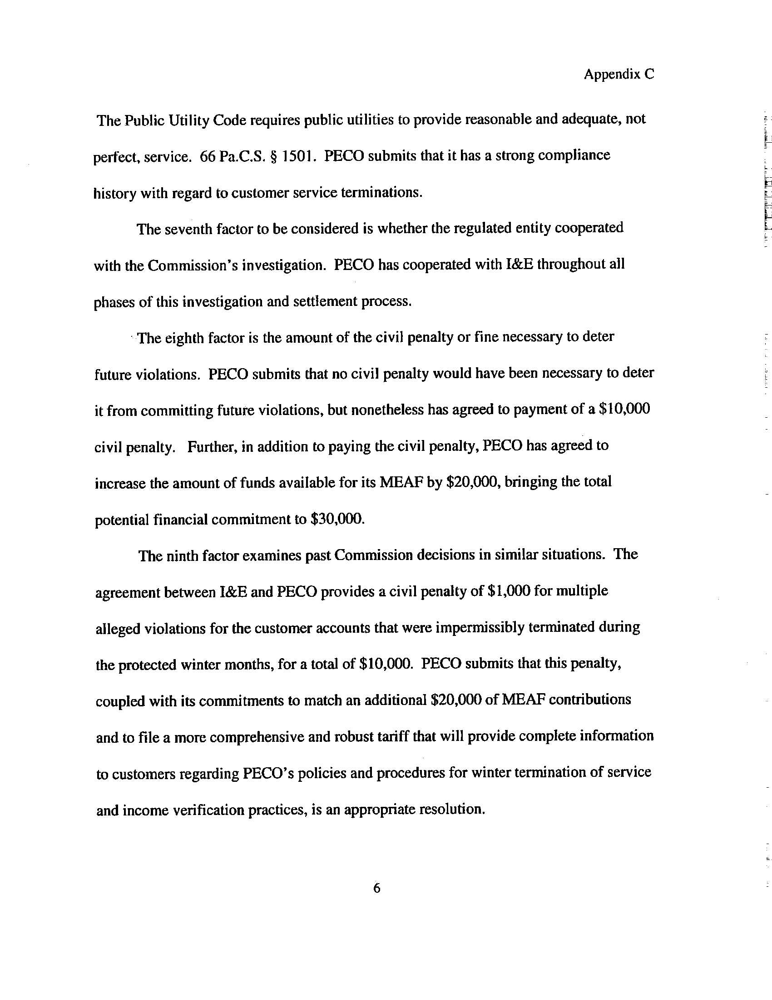 Appendix C
The Public Utility Code requires public utilities to provide reasonable and adequate, not
perfect, service. 66 Pa.C.S. § 1501. PECO submits that it has a strong compliance
history with regard to customer service terminations.
The seventh factor to be considered is whether the regulated entity cooperated
with the Commission's investigation. PECO has cooperated with I&E throughout all
phases of this investigation and settlement process.
The eighth factor is the amount of the civil penalty or fine necessary to deter
future violations. PECO submits that no civil penalty would have been necessary to deter
it from committing future violations, but nonetheless has agreed to payment of a $10,000
civil penalty. Further, in addition to paying the civil penalty, PECO has agreed to
increase the amount of funds available for its MEAF by $20,000, bringing the total
potential financial commitment to $30,000.
The ninth factor examines past Commission decisions in similar situations. The
agreement between I&E and PECO provides a civil penalty of $1,000 for multiple
alleged violations for the customer accounts that were impermissibly terminated during
the protected winter months, for a total of $10,000. PECO submits that this penalty,
coupled with its commitments to match an additional $20,000 of MEAF contributions
and to file a more comprehensive and robust tariff that will provide complete information
to customers regarding PECO's policies and procedures for winter termination of service
and income verification practices, is an appropriate resolution.
6